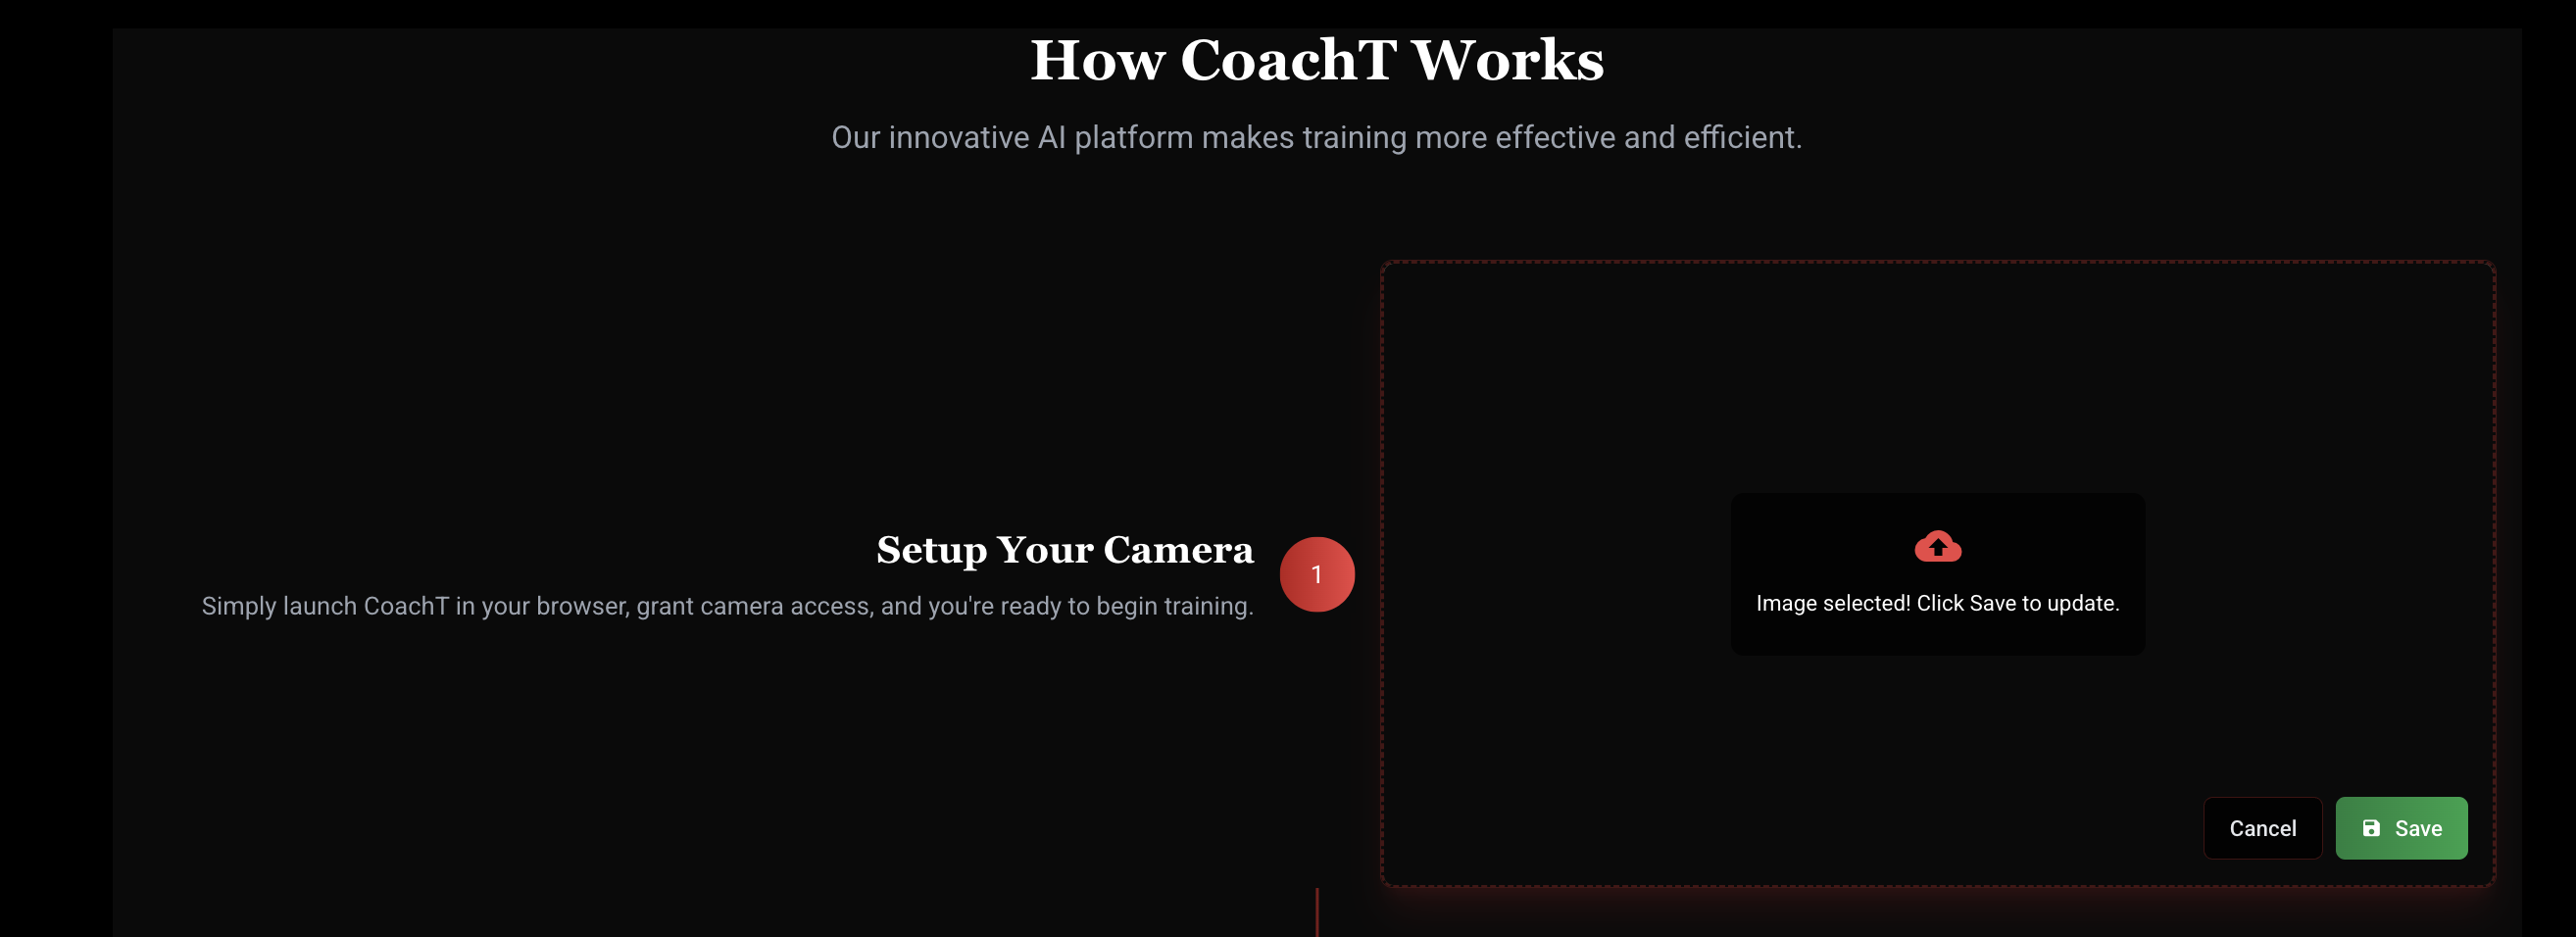 How CoachT Works
Our innovative AI platform makes training more effective and efficient.
Setup Your Camera
Simply launch CoachT in your browser, grant camera access, and you're ready to begin training.
1
Image selected! Click Save to update.
Cancel
Save